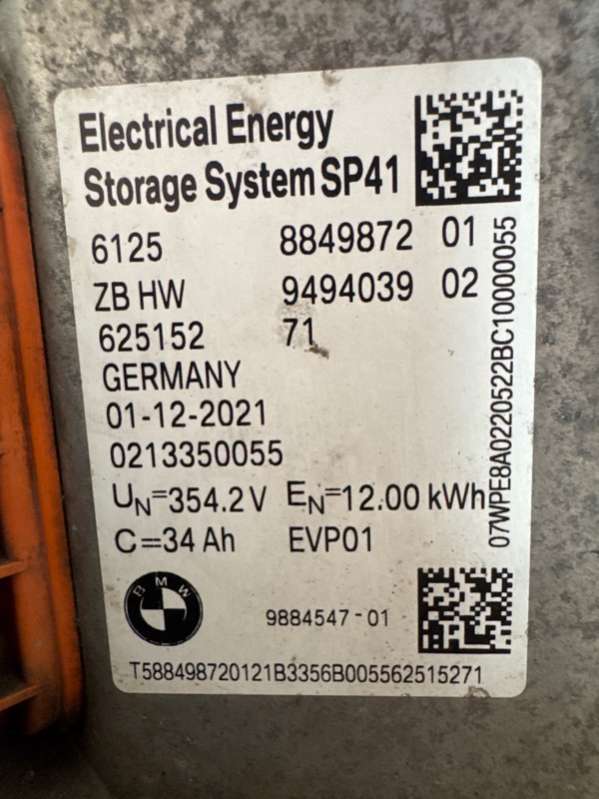 Electrical Energy
Storage System SP41
6125 8849872 01
ZB HW 9494039 02
625152 71
GERMANY
01-12-2021
0213350055
UN=354.2V EN=12.00 kWh
C=34 Ah EVP01
BMW
9884547-01
T588498720121B3356B005562515271
07WPE8A0220522BC10000055